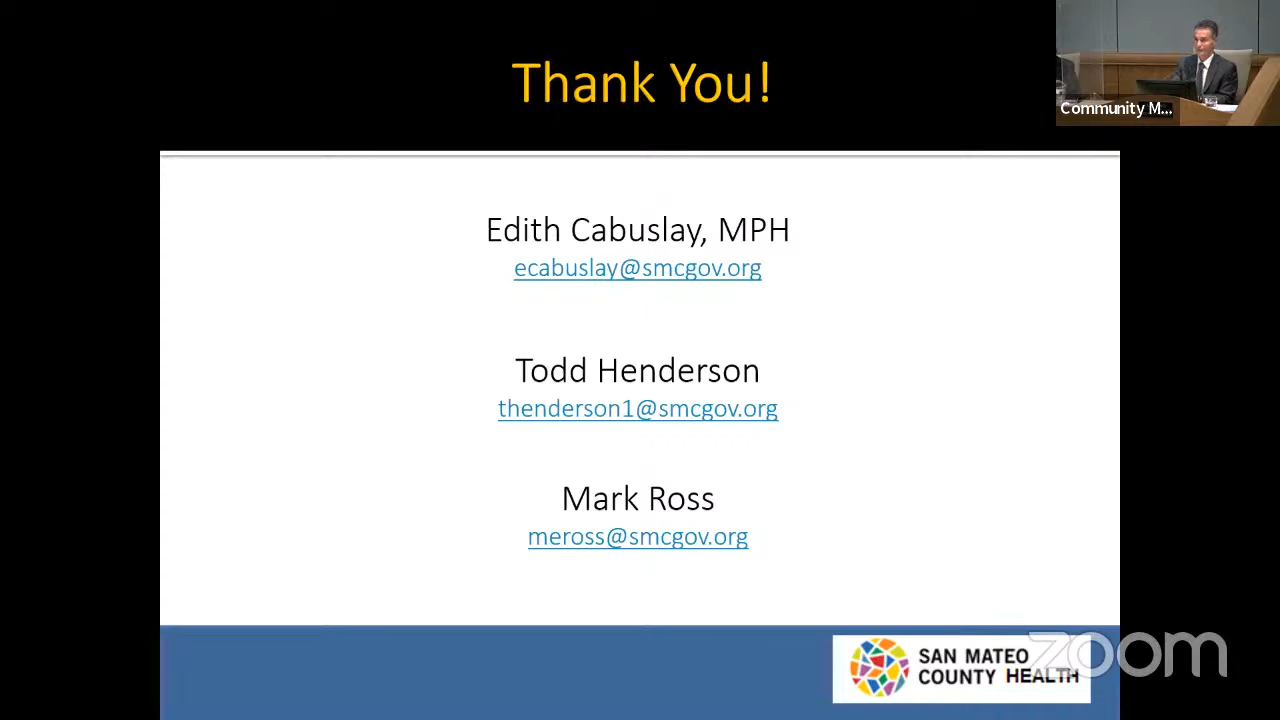 Thank You!
Community M...
Edith Cabuslay, MPH
ecabuslay@smcgov.org
Todd Henderson
thenderson1@smcgov.org
Mark Ross
meross@smcgov.org
SAN MATEO
COUNTY HEALTH
zoom